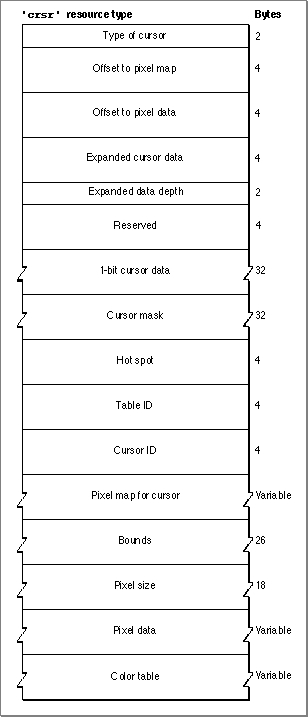 'crsr' resource type Bytes
Type of cursor 2
Offset to pixel map 4
Offset to pixel data 4
Expanded cursor data 4
Expanded data depth 2
Reserved 4
1-bit cursor data 32
Cursor mask 32
Hot spot 4
Table ID 4
Cursor ID 4
Pixel map for cursor Variable
Bounds 26
Pixel size 18
Pixel data Variable
Color table Variable